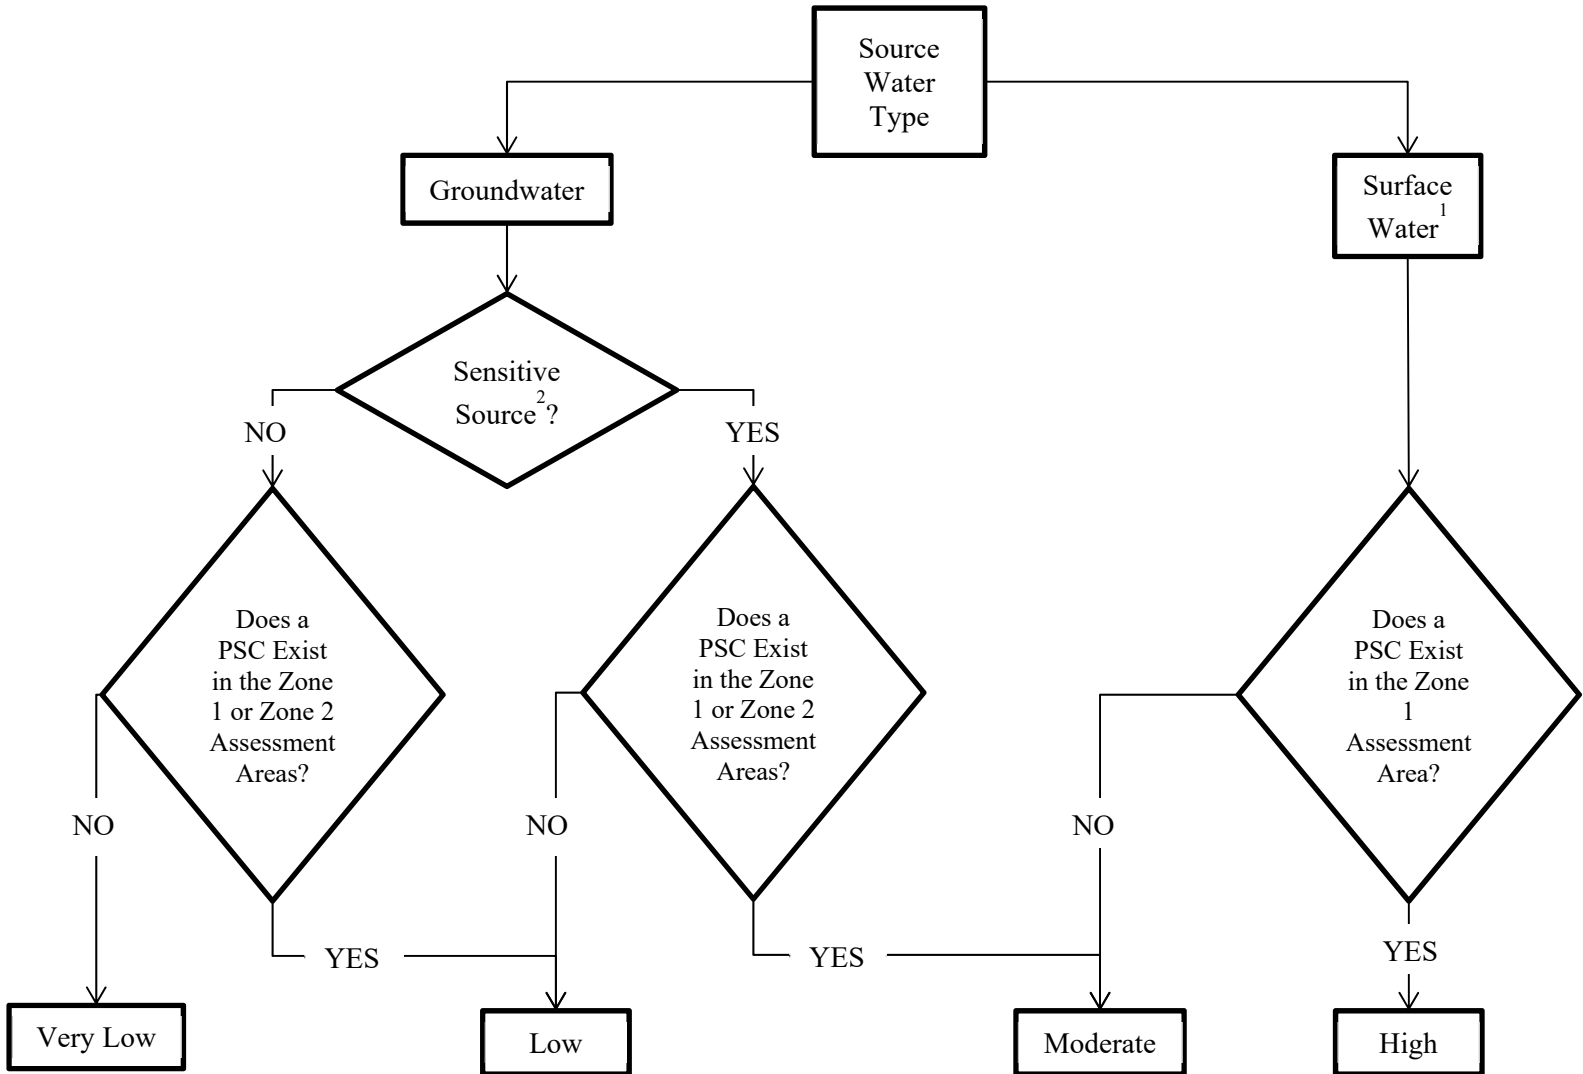 Source
Water
Type
Groundwater
Surface
Water¹
Sensitive
Source²?
NO
YES
Does a
PSC Exist
in the Zone
1 or Zone 2
Assessment
Areas?
Does a
PSC Exist
in the Zone
1 or Zone 2
Assessment
Areas?
Does a
PSC Exist
in the Zone
1
Assessment
Area?
NO
NO
NO
YES
YES
YES
Very Low
Low
Moderate
High